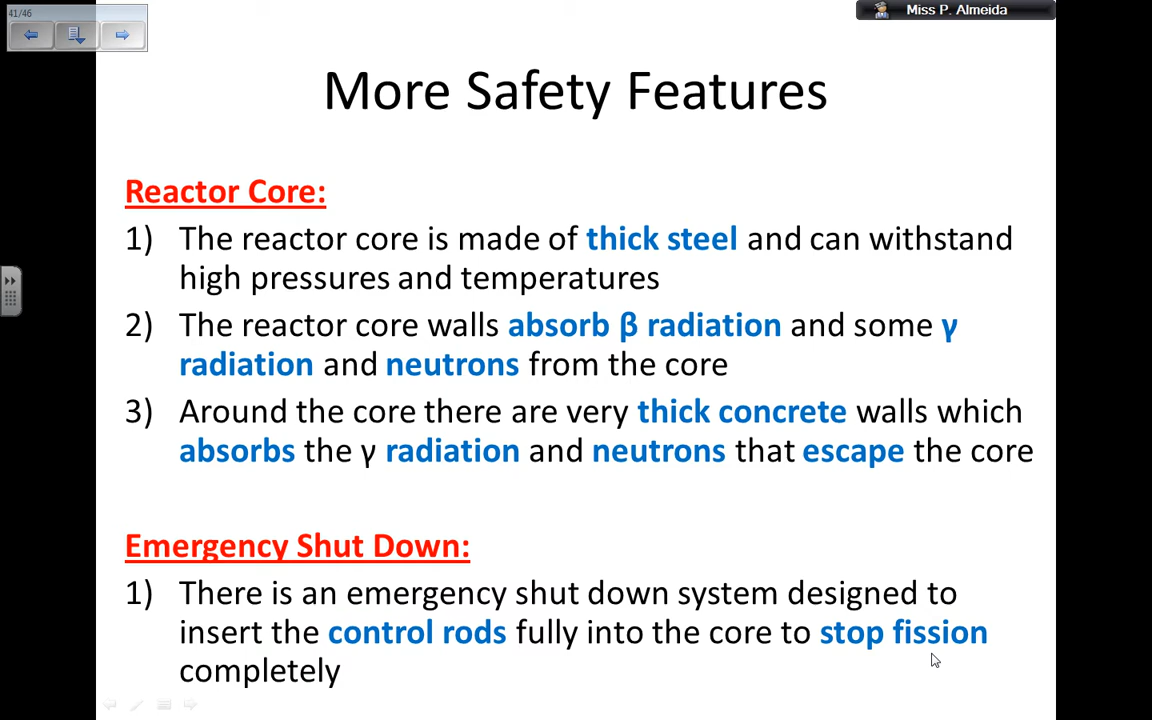 41/46
Miss P. Almeida
More Safety Features
Reactor Core:
1) The reactor core is made of thick steel and can withstand
high pressures and temperatures
2) The reactor core walls absorb β radiation and some γ
radiation and neutrons from the core
3) Around the core there are very thick concrete walls which
absorbs the γ radiation and neutrons that escape the core
Emergency Shut Down:
1) There is an emergency shut down system designed to
insert the control rods fully into the core to stop fission
completely